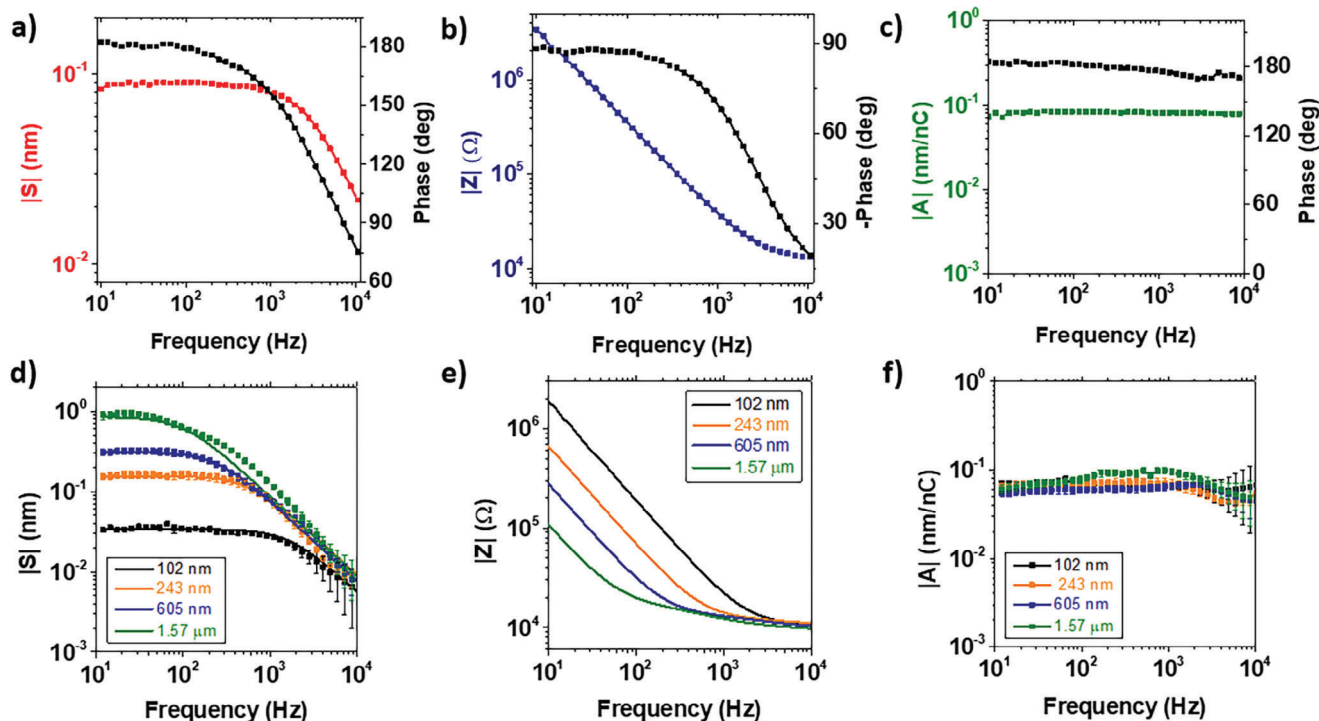 a)
10⁻¹
10⁻²
|S| (nm)
180
150
120
90
60
Phase (deg)
10¹ 10² 10³ 10⁴
Frequency (Hz)
b)
10⁶
10⁵
10⁴
|Z| (Ω)
90
60
30
-Phase (deg)
10¹ 10² 10³ 10⁴
Frequency (Hz)
c)
10⁰
10⁻¹
10⁻²
10⁻³
|A| (nm/nC)
180
90
0
Phase (deg)
10¹ 10² 10³ 10⁴
Frequency (Hz)
d)
10⁰
10⁻¹
10⁻²
10⁻³
|S| (nm)
102 nm
243 nm
605 nm
1.57 μm
10¹ 10² 10³ 10⁴
Frequency (Hz)
e)
10⁶
10⁵
10⁴
|Z| (Ω)
102 nm
243 nm
605 nm
1.57 μm
10¹ 10² 10³ 10⁴
Frequency (Hz)
f)
10⁰
10⁻¹
10⁻²
10⁻³
|A| (nm/nC)
102 nm
243 nm
605 nm
1.57 μm
10¹ 10² 10³ 10⁴
Frequency (Hz)